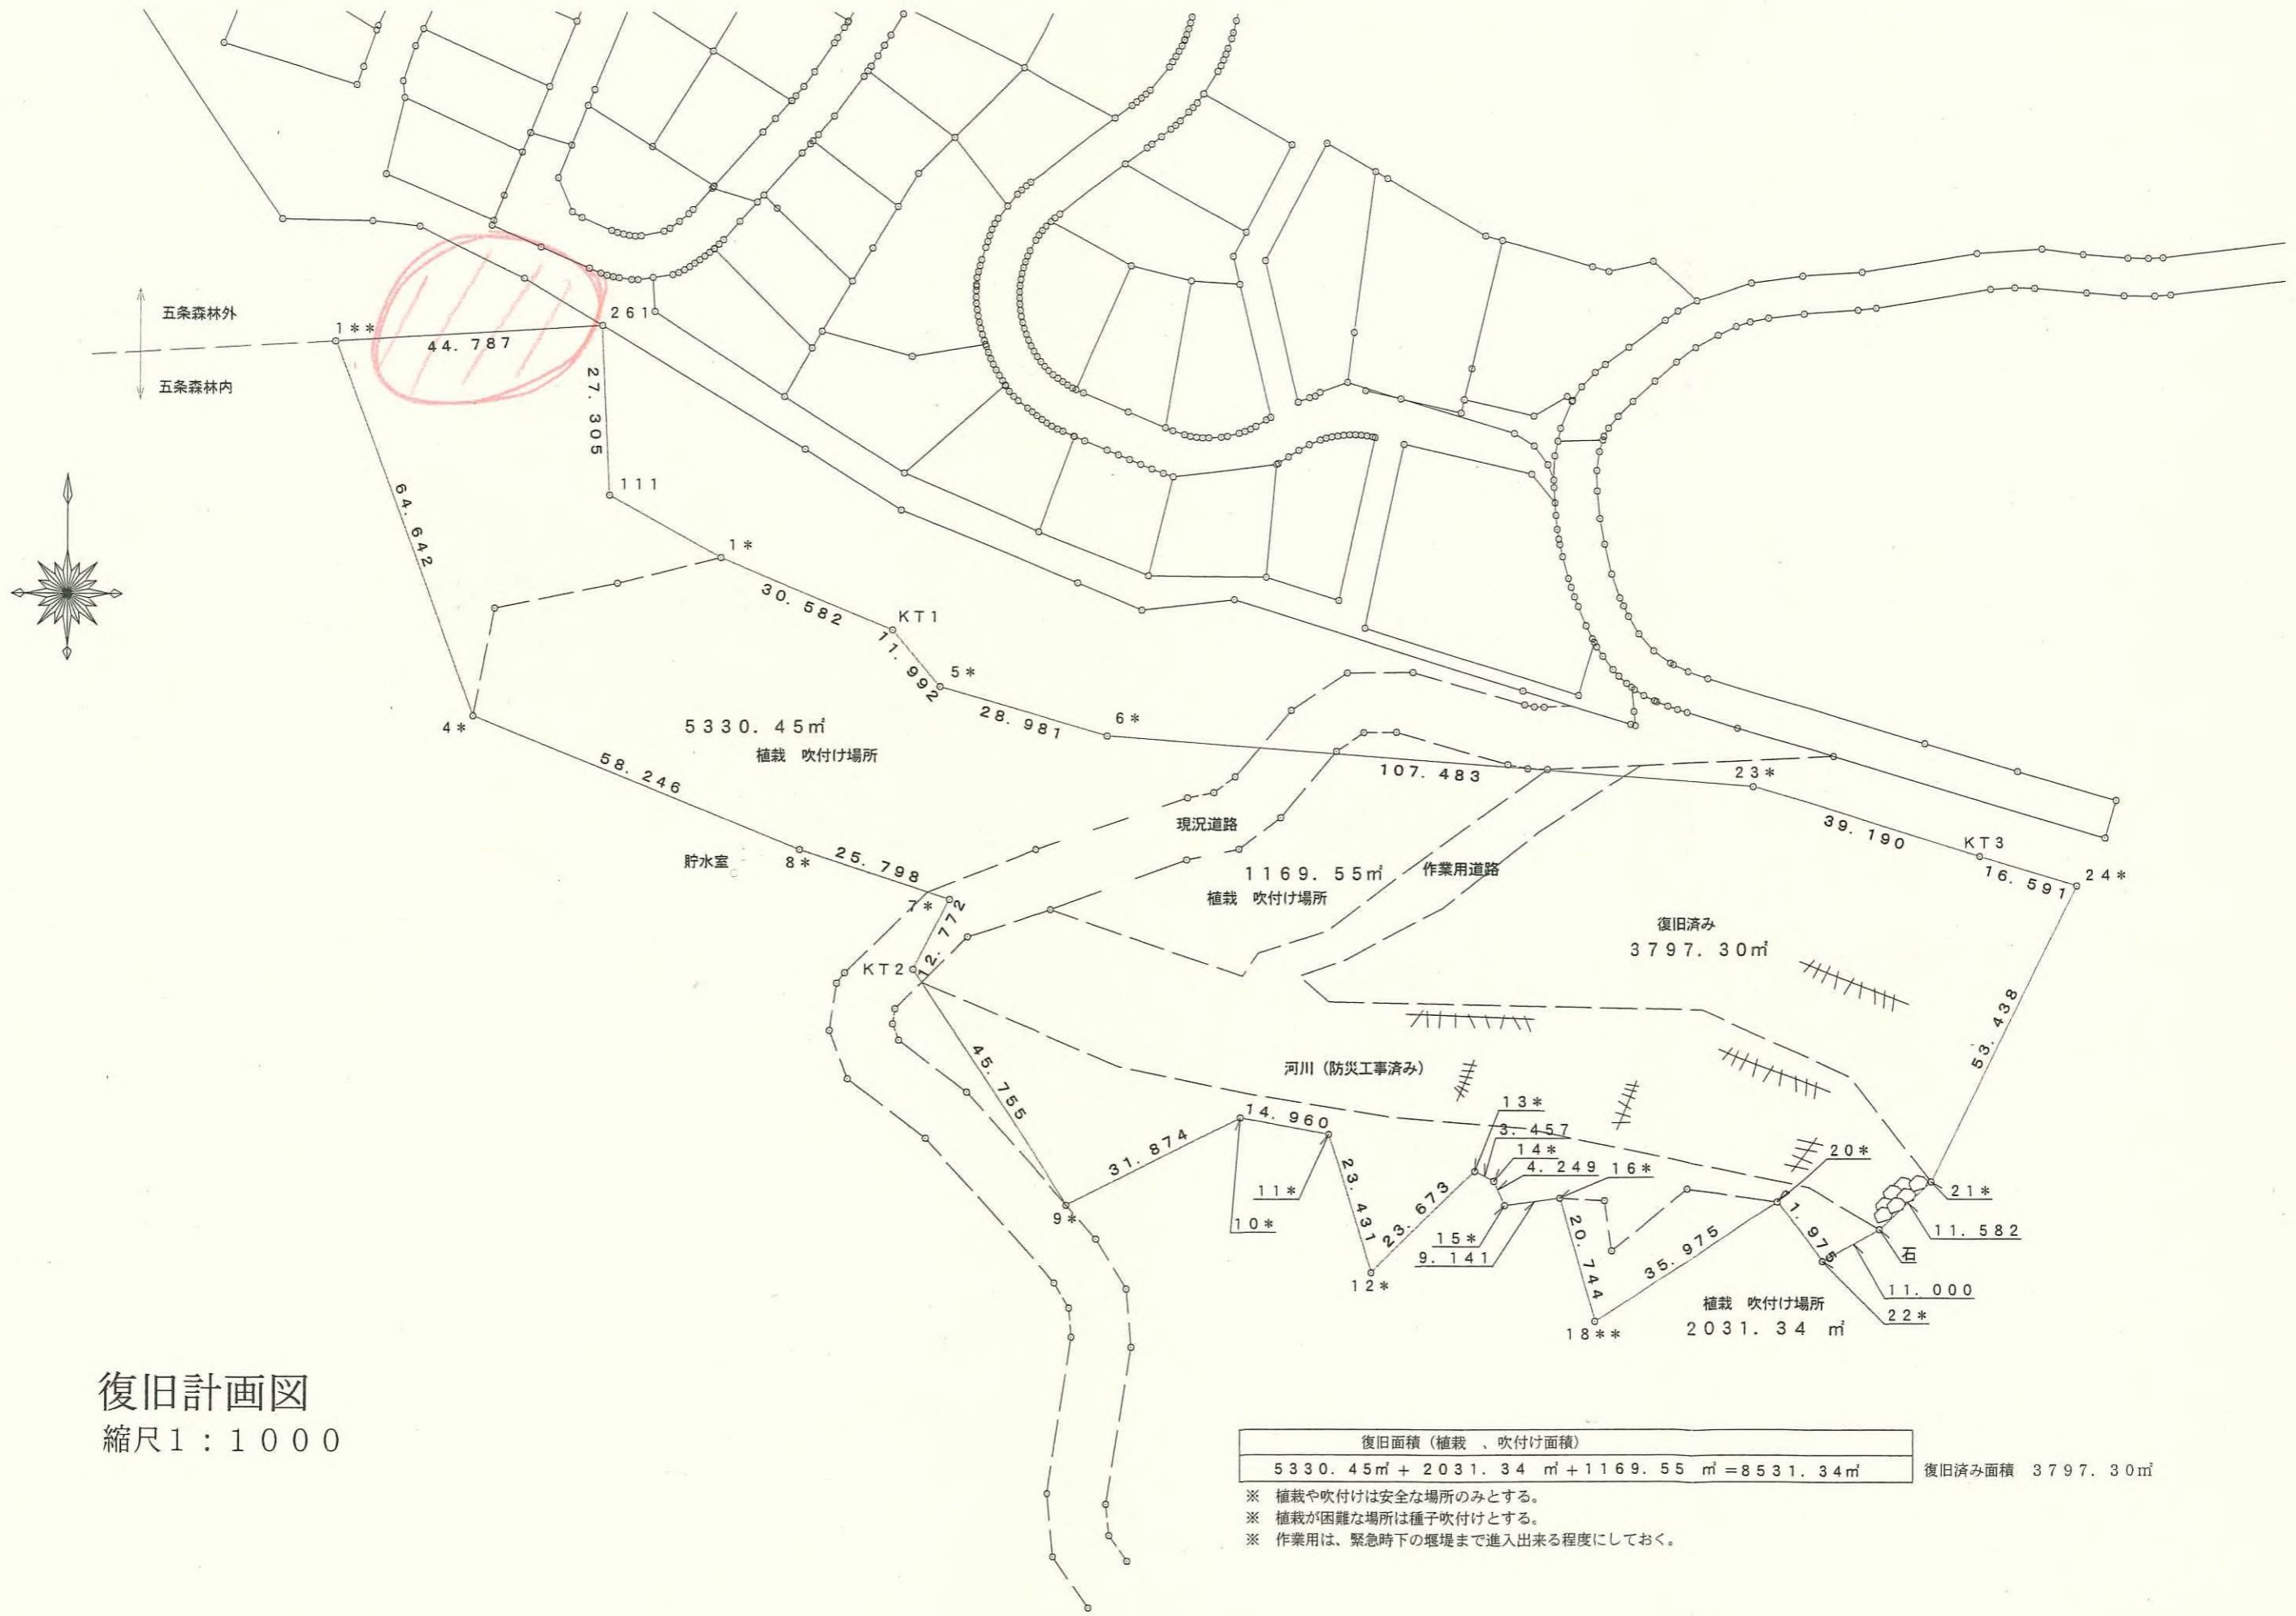 五条森林外
1**
261
44.787
五条森林内
27.305
111
64.642
1*
30.582
KT1
11.992
5*
28.981
6*
4*
5330.45㎡
植栽 吹付け場所
58.246
107.483
23*
現況道路
39.190
KT3
16.591
24*
貯水室
8*
25.798
1169.55㎡
作業用道路
植栽 吹付け場所
7*
12.772
KT2
復旧済み
3797.30㎡
53.438
45.755
河川(防災工事済み)
13*
14.960
3.457
14*
4.249
16*
20*
31.874
11*
23.431
23.673
21*
9*
10*
15*
9.141
20.744
35.975
11.582
石
12*
11.000
植栽 吹付け場所
22*
18**
2031.34 ㎡
復旧計画図
縮尺1:1000
復旧面積(植栽 、吹付け面積)
5330.45㎡+ 2031.34 ㎡+1169.55 ㎡=8531.34㎡
復旧済み面積 3797.30㎡
※ 植栽や吹付けは安全な場所のみとする。
※ 植栽が困難な場所は種子吹付けとする。
※ 作業用は、緊急時下の堰堤まで進入出来る程度にしておく。